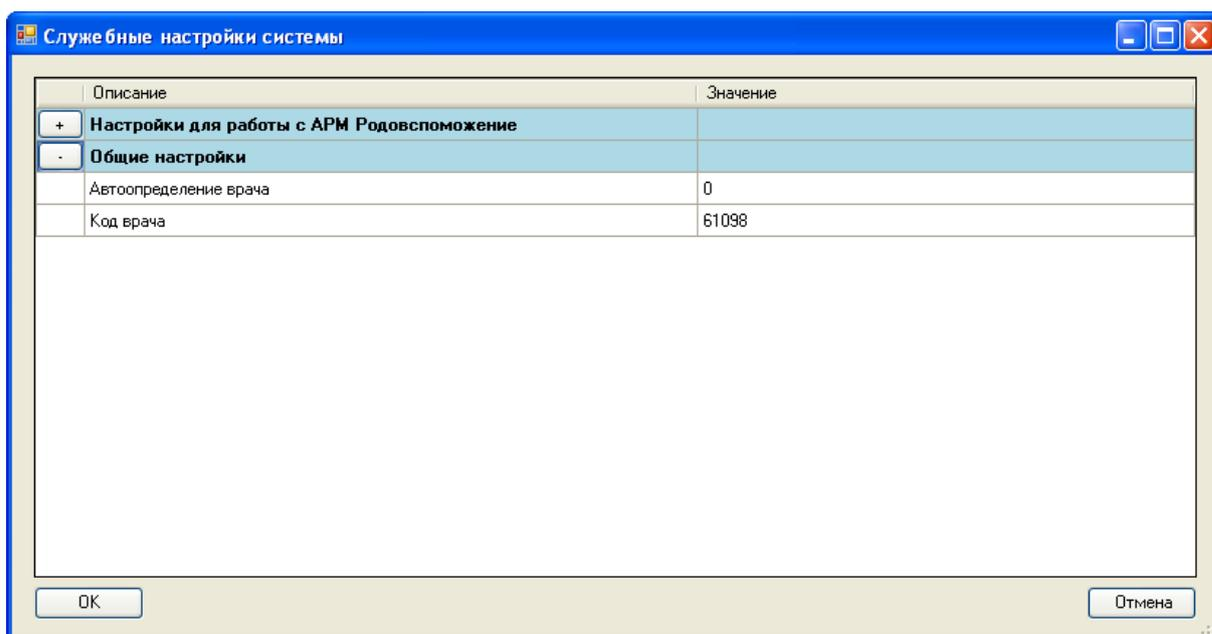 Служебные настройки системы
Описание Значение
+ Настройки для работы с АРМ Родовспоможение
- Общие настройки
Автоопределение врача 0
Код врача 61098
OK Отмена